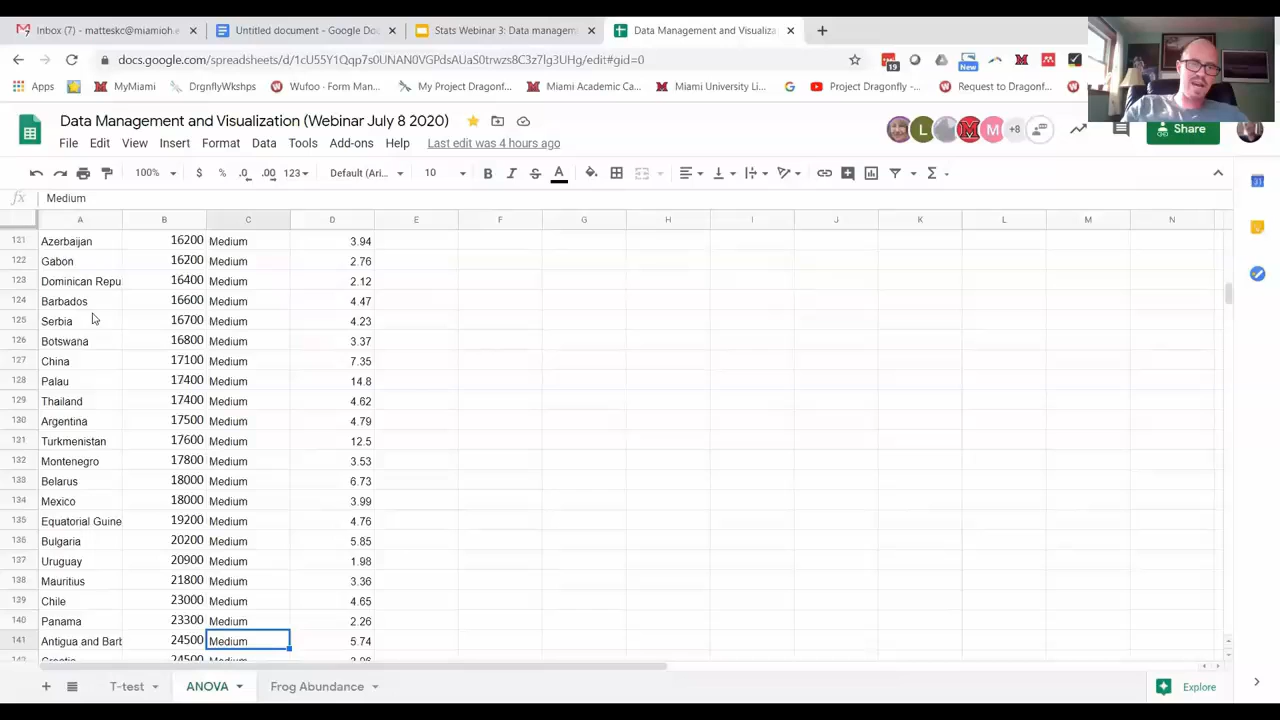 Inbox (7) - matteskc@miamioh.e
Untitled document - Google Do
Stats Webinar 3: Data managem
Data Management and Visualiza
19
New
Apps
MyMiami
DrgnflyWkshps
Wufoo - Form Man...
My Project Dragonf...
Miami Academic Ca...
Miami University Li...
Project Dragonfly -...
Request to Dragonf...
Data Management and Visualization (Webinar July 8 2020)
L
M
+8
Share
File Edit View Insert Format Data Tools Add-ons Help Last edit was 4 hours ago
100% $ % .0 .00 123 Default (Ari... 10 B I S A Σ
fx Medium
A B C D E F G H I J K L M N
121 Azerbaijan 16200 Medium 3.94
122 Gabon 16200 Medium 2.76
123 Dominican Repu 16400 Medium 2.12
124 Barbados 16600 Medium 4.47
125 Serbia 16700 Medium 4.23
126 Botswana 16800 Medium 3.37
127 China 17100 Medium 7.35
128 Palau 17400 Medium 14.8
129 Thailand 17400 Medium 4.62
130 Argentina 17500 Medium 4.79
131 Turkmenistan 17600 Medium 12.5
132 Montenegro 17800 Medium 3.53
133 Belarus 18000 Medium 6.73
134 Mexico 18000 Medium 3.99
135 Equatorial Guine 19200 Medium 4.76
136 Bulgaria 20200 Medium 5.85
137 Uruguay 20900 Medium 1.98
138 Mauritius 21800 Medium 3.36
139 Chile 23000 Medium 4.65
140 Panama 23300 Medium 2.26
141 Antigua and Bart 24500 Medium 5.74
T-test ANOVA Frog Abundance Explore